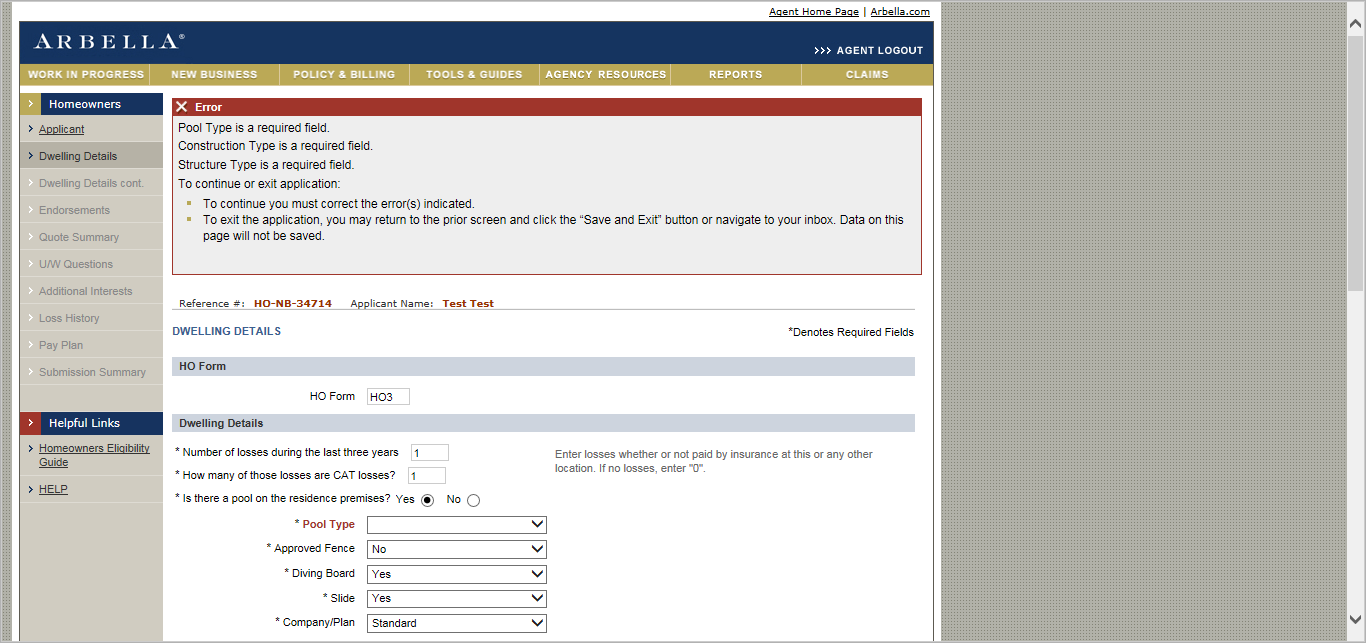 Agent Home Page | Arbella.com
ARBELLA®
>>> AGENT LOGOUT
WORK IN PROGRESS NEW BUSINESS POLICY & BILLING TOOLS & GUIDES AGENCY RESOURCES REPORTS CLAIMS
Homeowners
Applicant
Dwelling Details
Dwelling Details cont.
Endorsements
Quote Summary
U/W Questions
Additional Interests
Loss History
Pay Plan
Submission Summary
Helpful Links
Homeowners Eligibility
Guide
HELP
Error
Pool Type is a required field.
Construction Type is a required field.
Structure Type is a required field.
To continue or exit application:
To continue you must correct the error(s) indicated.
To exit the application, you may return to the prior screen and click the “Save and Exit” button or navigate to your inbox. Data on this
page will not be saved.
Reference #: HO-NB-34714 Applicant Name: Test Test
DWELLING DETAILS
*Denotes Required Fields
HO Form
HO Form HO3
Dwelling Details
* Number of losses during the last three years 1
* How many of those losses are CAT losses? 1
Enter losses whether or not paid by insurance at this or any other
location. If no losses, enter "0".
* Is there a pool on the residence premises? Yes No
* Pool Type
* Approved Fence No
* Diving Board Yes
* Slide Yes
* Company/Plan Standard